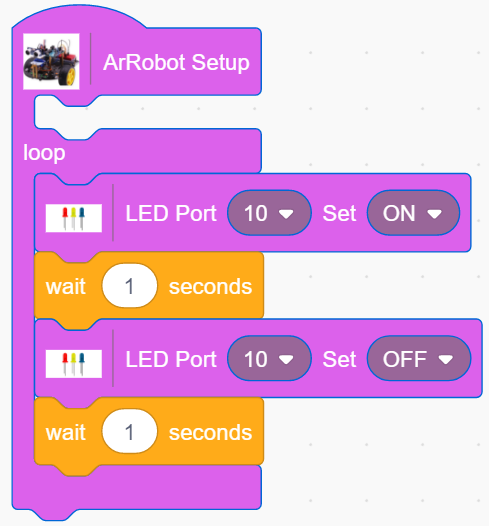 ArRobot Setup
loop
LED Port 10 Set ON
wait 1 seconds
LED Port 10 Set OFF
wait 1 seconds